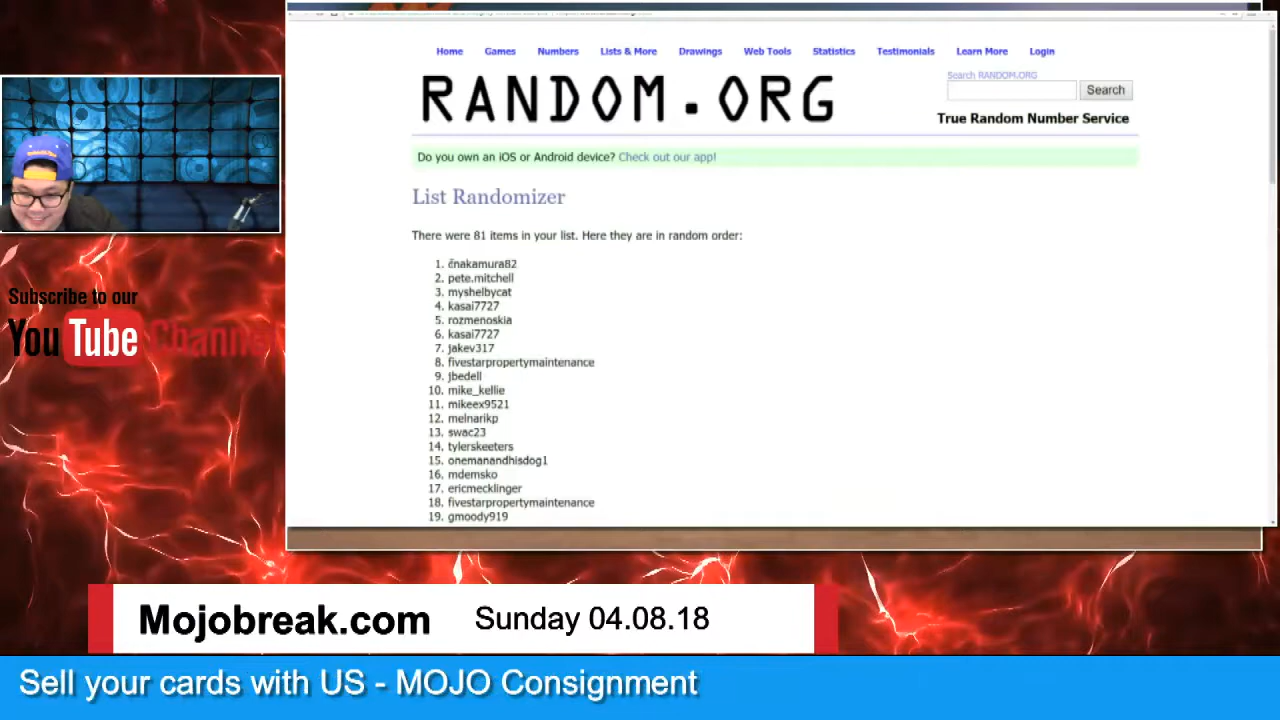 Home Games Numbers Lists & More Drawings Web Tools Statistics Testimonials Learn More Login
RANDOM.ORG
Search RANDOM.ORG
Search
True Random Number Service
Do you own an iOS or Android device? Check out our app!
List Randomizer
There were 81 items in your list. Here they are in random order:
1. cnakamura82
2. pete.mitchell
3. myshelbycat
4. kasai7727
5. rozmenoskia
6. kasai7727
7. jakev317
8. fivestarpropertymaintenance
9. jbedell
10. mike_kellie
11. mikeex9521
12. melnarikp
13. swac23
14. tylerskeeters
15. onemanandhisdog1
16. mdemsko
17. ericmecklinger
18. fivestarpropertymaintenance
19. gmoody919
Subscribe to our
YouTube Channel
Mojobreak.com Sunday 04.08.18
Sell your cards with US - MOJO Consignment